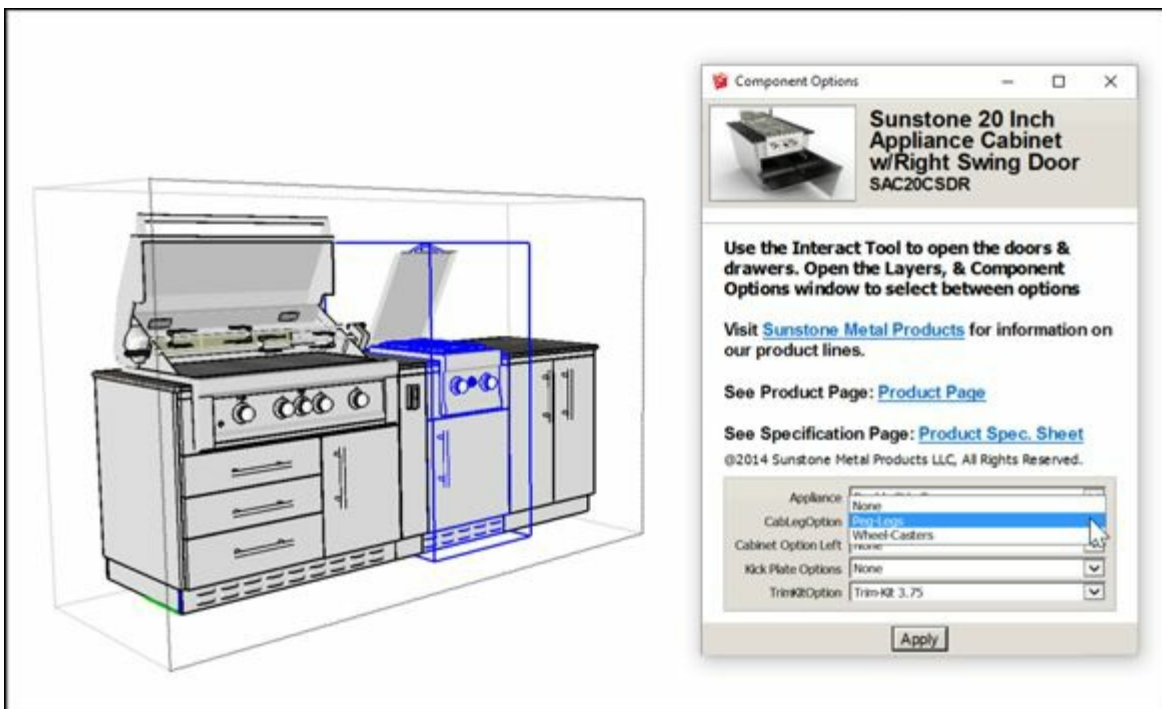 Component Options
Sunstone 20 Inch
Appliance Cabinet
w/Right Swing Door
SAC20CSDR
Use the Interact Tool to open the doors &
drawers. Open the Layers, & Component
Options window to select between options
Visit Sunstone Metal Products for information on
our product lines.
See Product Page: Product Page
See Specification Page: Product Spec. Sheet
@2014 Sunstone Metal Products LLC, All Rights Reserved.
Appliance
None
CabLegOption Peg-Legs
Wheel-Casters
Cabinet Option Left None
Kick Plate Options None
TrimKitOption Trim-Kit 3.75
Apply